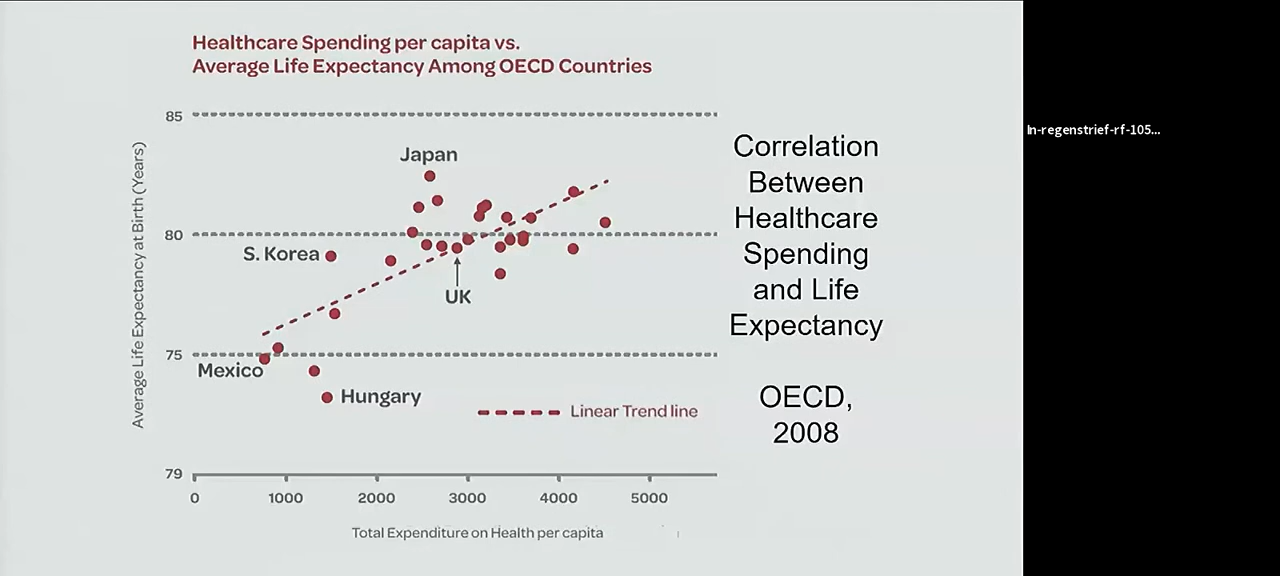 Healthcare Spending per capita vs.
Average Life Expectancy Among OECD Countries
Average Life Expectancy at Birth (Years)
85
80
75
79
Japan
S. Korea
UK
Mexico
Hungary
Linear Trend line
0 1000 2000 3000 4000 5000
Total Expenditure on Health per capita
Correlation
Between
Healthcare
Spending
and Life
Expectancy
OECD,
2008
In-regenstrief-rf-105...